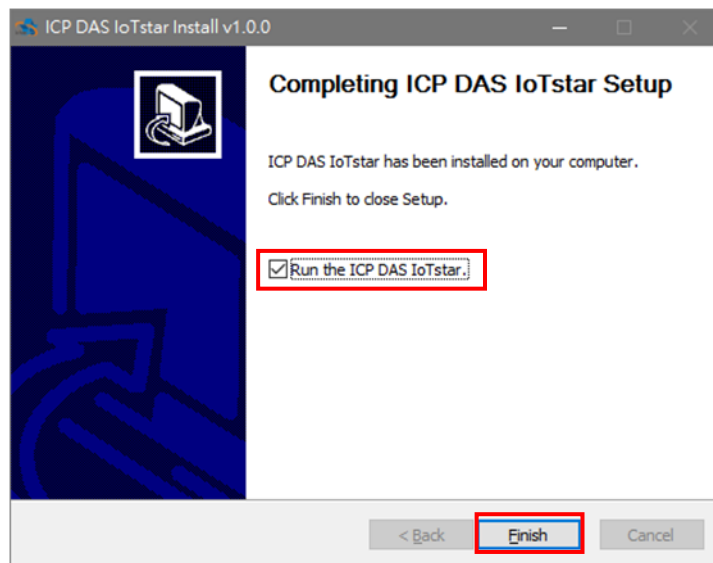 ICP DAS IoTstar Install v1.0.0
Completing ICP DAS IoTstar Setup
ICP DAS IoTstar has been installed on your computer.
Click Finish to close Setup.
Run the ICP DAS IoTstar.
< Back Finish Cancel